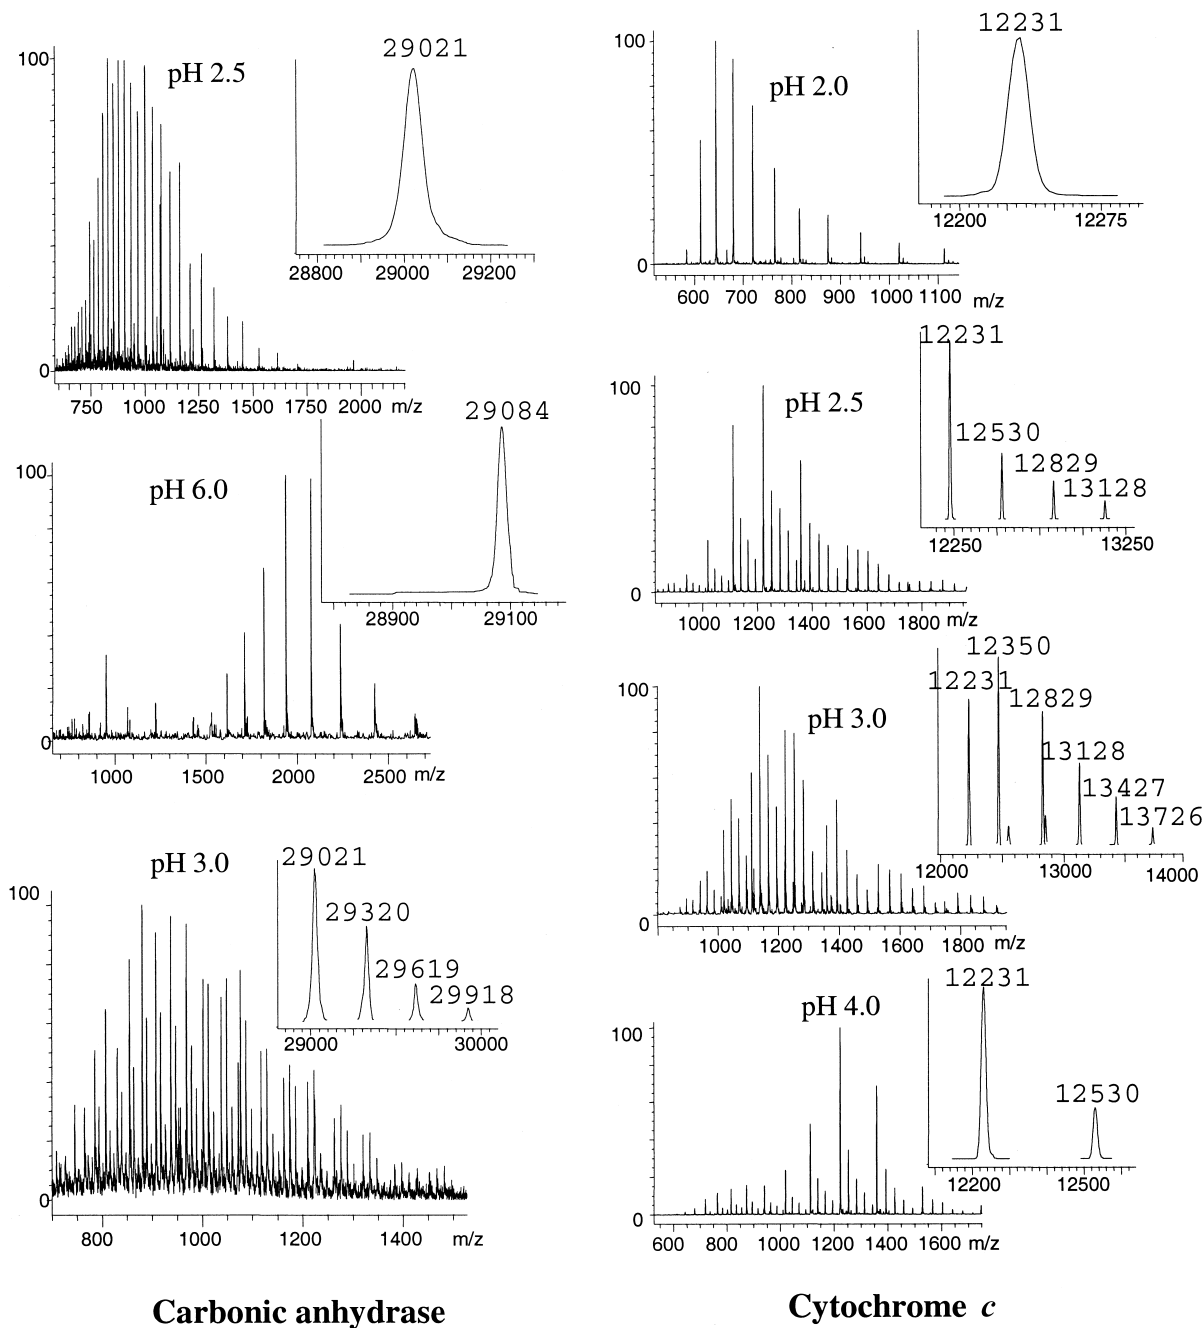 pH 2.5
100
0
29021
28800 29000 29200
750 1000 1250 1500 1750 2000 m/z
pH 6.0
100
0
29084
28900 29100
1000 1500 2000 2500 m/z
pH 3.0
100
0
29021
29320
29619
29918
29000 30000
800 1000 1200 1400 m/z
Carbonic anhydrase
pH 2.0
100
0
12231
12200 12275
600 700 800 900 1000 1100 m/z
pH 2.5
100
0
12231
12530
12829
13128
12250 13250
1000 1200 1400 1600 1800 m/z
pH 3.0
100
0
12350
12231
12829
13128
13427
13726
12000 13000 14000
1000 1200 1400 1600 1800 m/z
pH 4.0
100
0
12231
12530
12200 12500
600 800 1000 1200 1400 1600 m/z
Cytochrome c